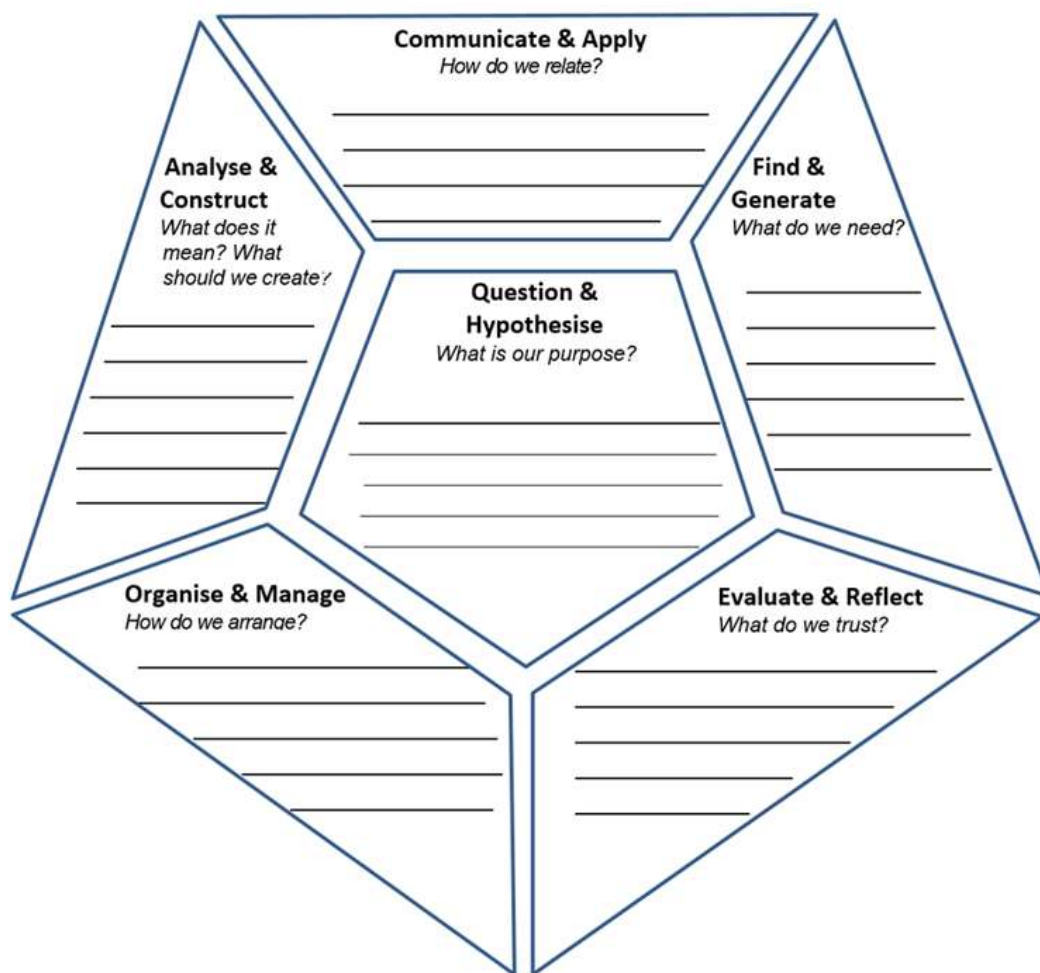 Communicate & Apply
How do we relate?
Analyse &
Construct
What does it
mean? What
should we create?
Find &
Generate
What do we need?
Question &
Hypothesise
What is our purpose?
Organise & Manage
How do we arrange?
Evaluate & Reflect
What do we trust?